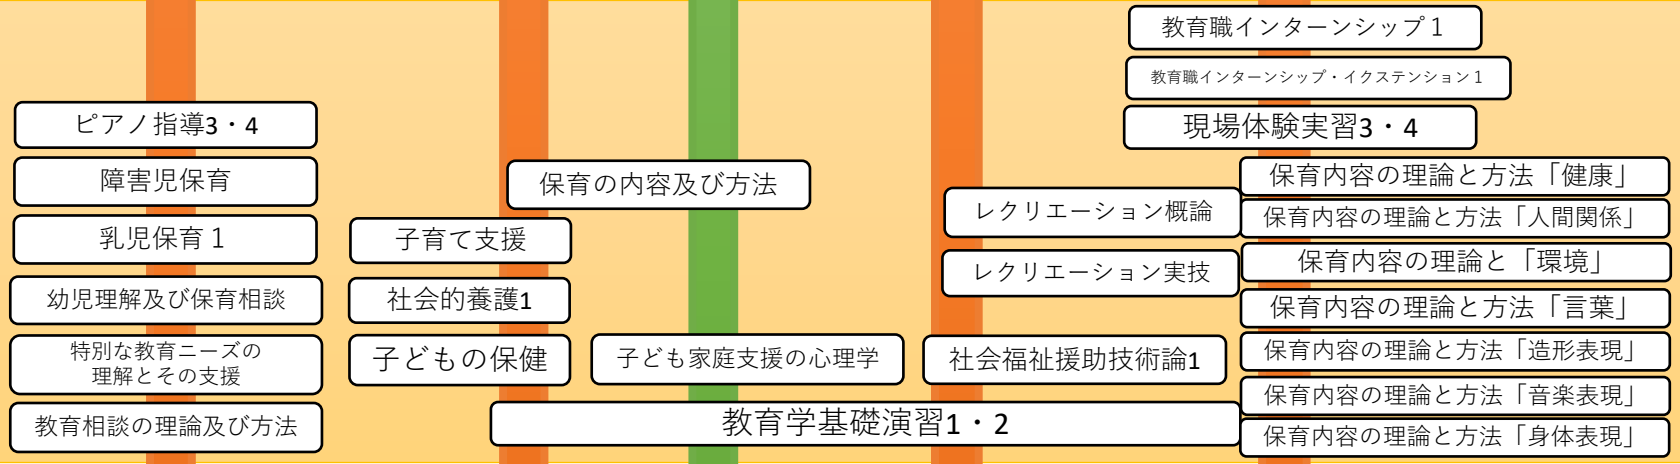 教育職インターンシップ１
教育職インターンシップ・イクステンション１
ピアノ指導3・4
現場体験実習3・4
障害児保育
保育の内容及び方法
保育内容の理論と方法「健康」
レクリエーション概論
保育内容の理論と方法「人間関係」
乳児保育１
子育て支援
保育内容の理論と「環境」
レクリエーション実技
幼児理解及び保育相談
社会的養護1
保育内容の理論と方法「言葉」
特別な教育ニーズの
理解とその支援
子どもの保健
子ども家庭支援の心理学
社会福祉援助技術論1
保育内容の理論と方法「造形表現」
保育内容の理論と方法「音楽表現」
教育相談の理論及び方法
教育学基礎演習1・2
保育内容の理論と方法「身体表現」